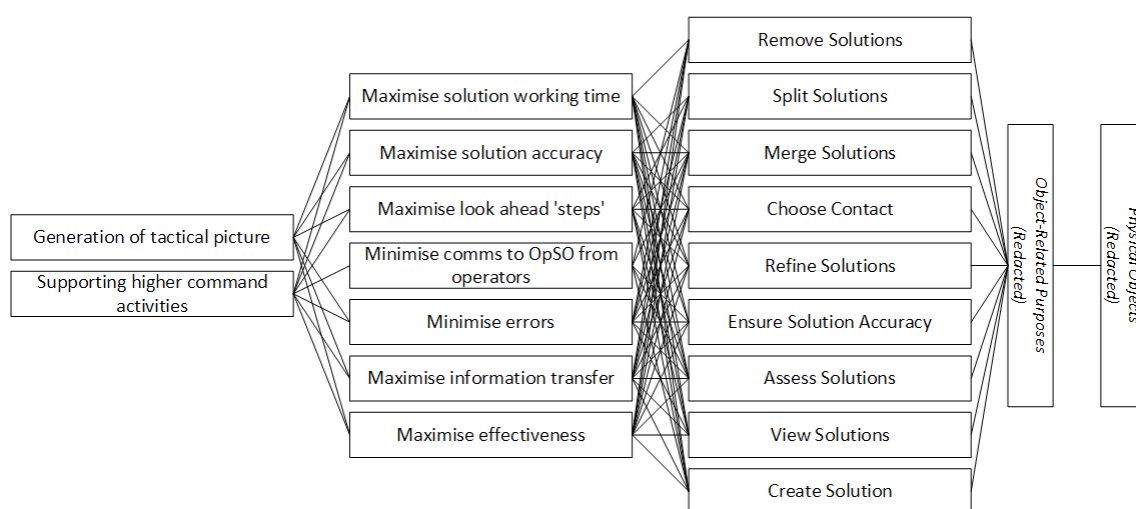 Generation of tactical picture
Supporting higher command
activities
Maximise solution working time
Maximise solution accuracy
Maximise look ahead 'steps'
Minimise comms to OpSO from
operators
Minimise errors
Maximise information transfer
Maximise effectiveness
Remove Solutions
Split Solutions
Merge Solutions
Choose Contact
Refine Solutions
Ensure Solution Accuracy
Assess Solutions
View Solutions
Create Solution
Object-Related Purposes
(Redacted)
Physical Objects
(Redacted)